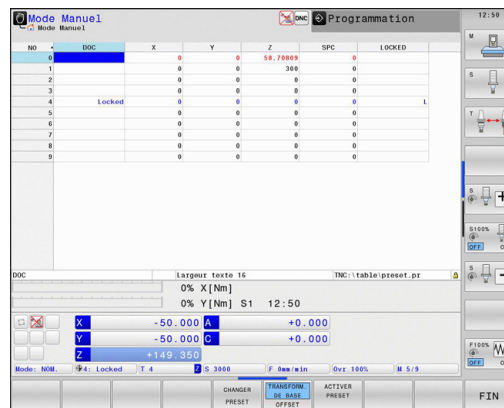 Mode Manuel
Mode Manuel
DNC
Programmation
12:50
NO DOC X Y Z SPC LOCKED
0 0 0 58.70809 0
1 0 0 300 0
2 0 0 0 0
3 0 0 0 0
4 Locked 0 0 0 0 L
5 0 0 0 0
6 0 0 0 0
7 0 0 0 0
8 0 0 0 0
9 0 0 0 0
M
S
T
S
S100%
OFF
S
F100%
OFF
DOC Largeur texte 16 TNC:\table\preset.pr
0% X[Nm]
0% Y[Nm] S1 12:50
X -50.000 A +0.000
Y -50.000 C +0.000
Z +149.350
Mode: NOM. 4: Locked T 4 Z S 3000 F 0mm/min Ovr 100% M 5/9
CHANGER PRESET
TRANSFORM. DE BASE OFFSET
ACTIVER PRESET
FIN